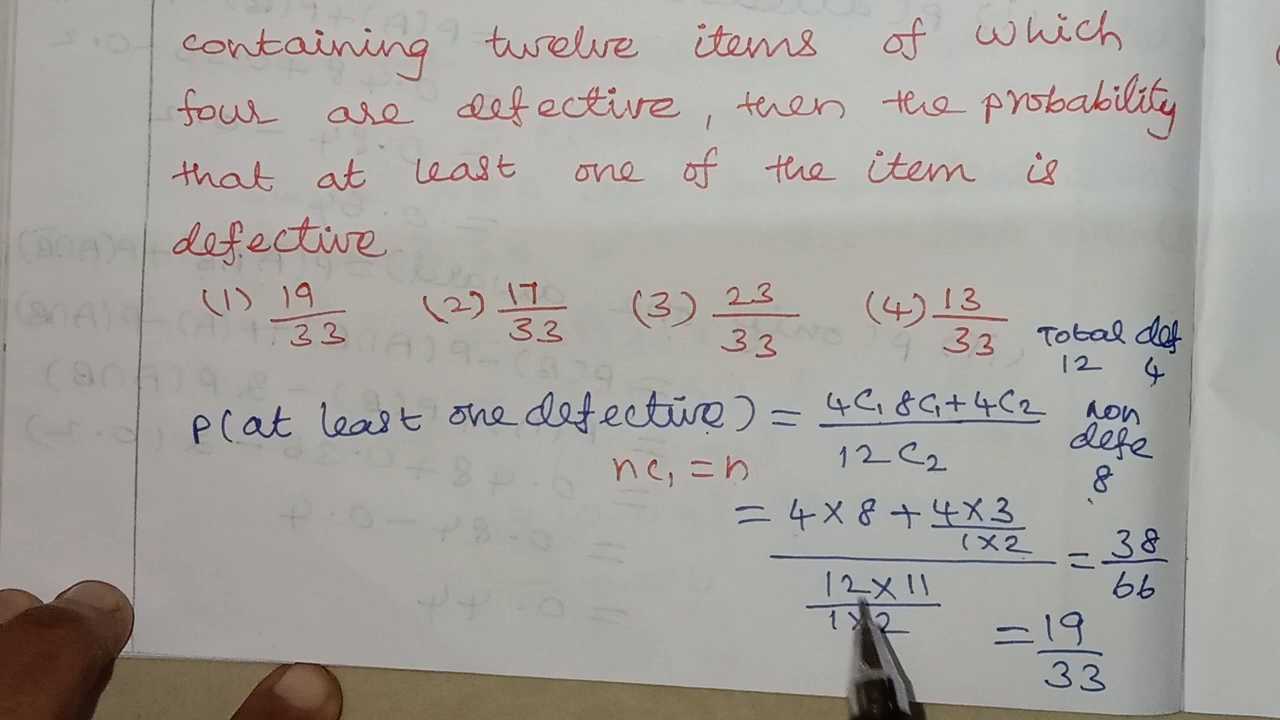 containing twelve items of which
four are defective, then the probability
that at least one of the item is
defective
(1) 19/33 (2) 17/33 (3) 23/33 (4) 13/33
Total def
12 4
P(at least one defective) = 4C₁ 8C₁ + 4C₂ / 12C₂
non
defe
8
nc₁ = n
= 4 × 8 + 4×3/1×2 / 12×11/1×2 = 38/66
= 19/33